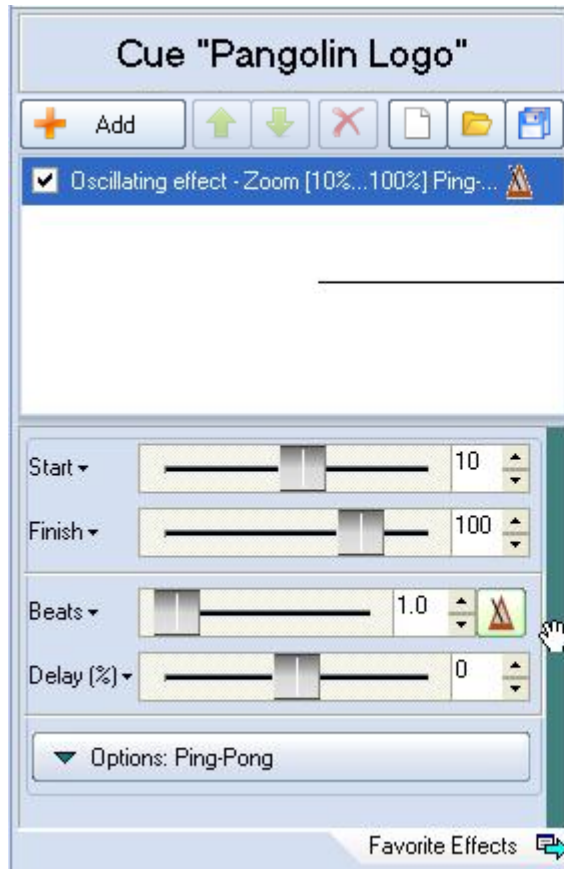 Cue "Pangolin Logo"
Add
Oscillating effect - Zoom [10%...100%] Ping-...
Start 10
Finish 100
Beats 1.0
Delay (%) 0
Options: Ping-Pong
Favorite Effects